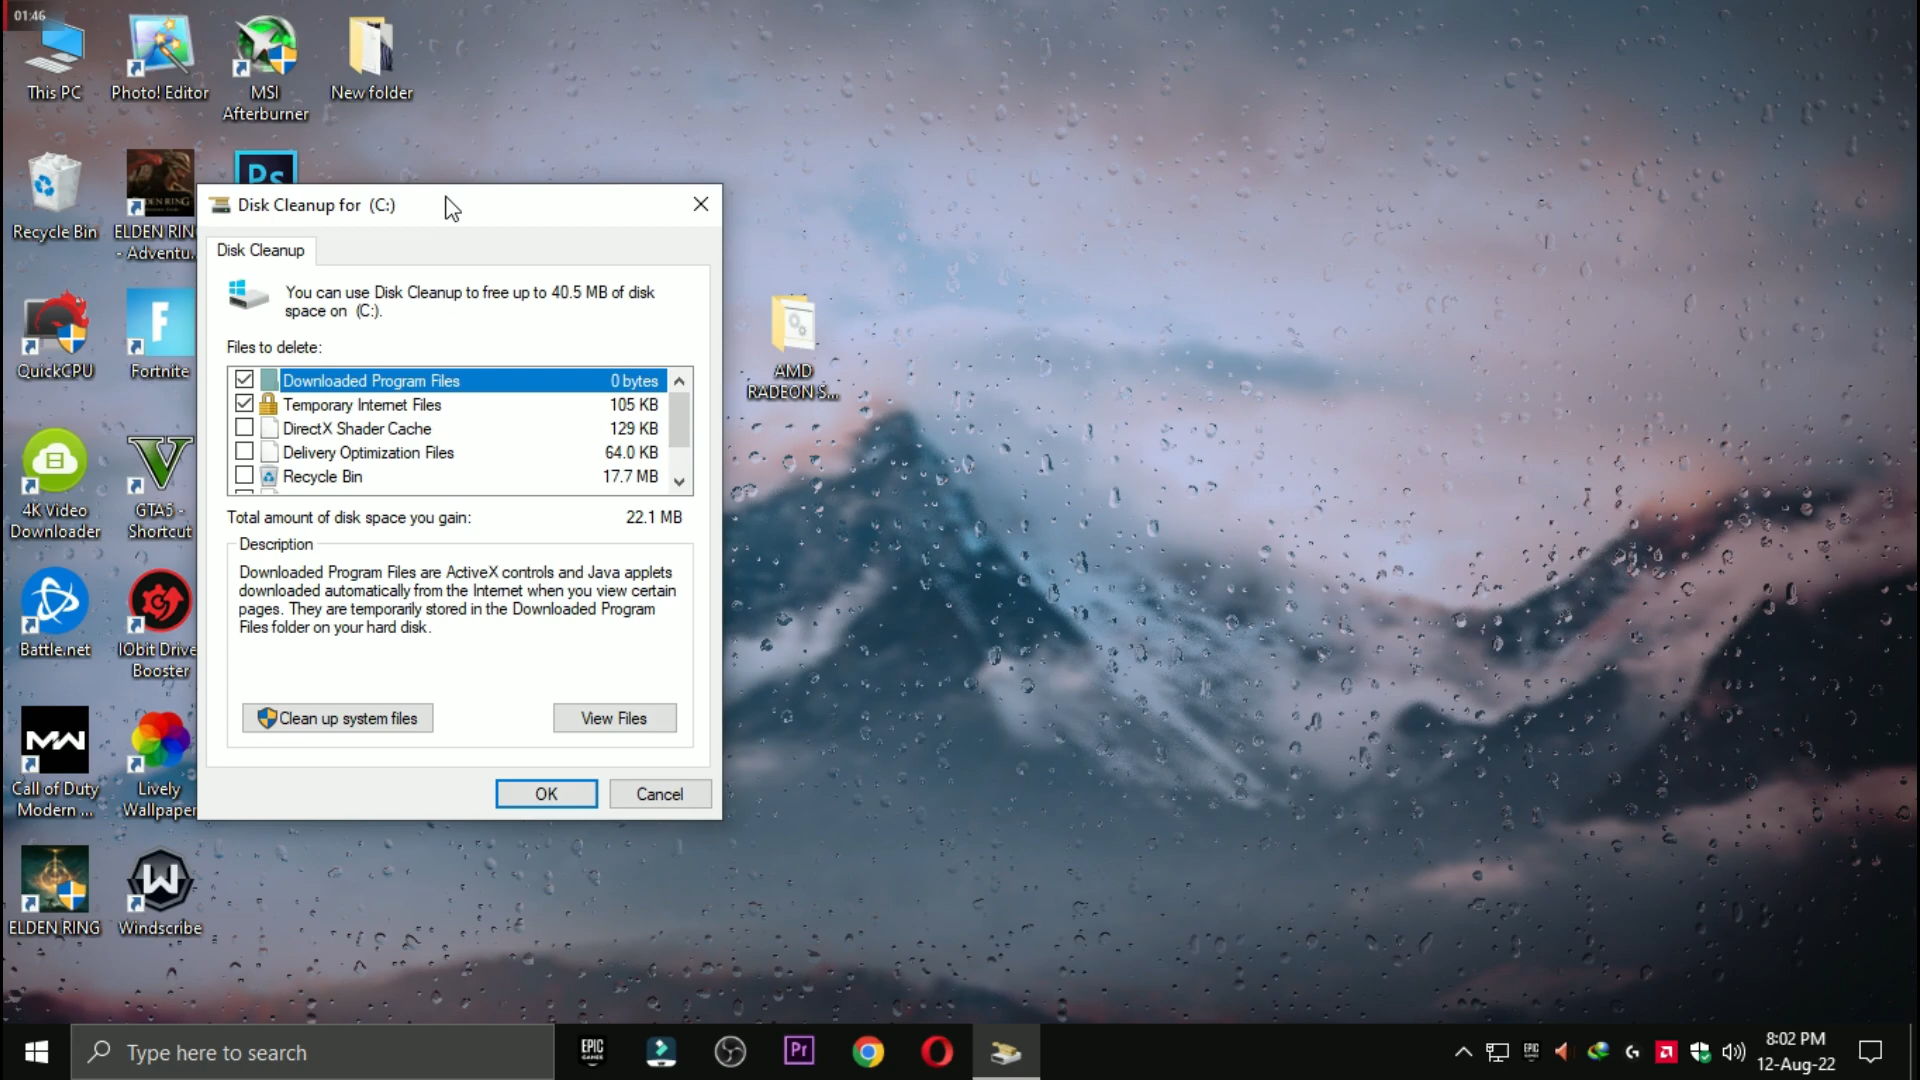 01:46
This PC
Photo! Editor
MSI
Afterburner
New folder
Recycle Bin
ELDEN RIN
- Adventu...
Ps
QuickCPU
Fortnite
4K Video
Downloader
GTA5 -
Shortcut
Battle.net
IObit Drive
Booster
MW
Call of Duty
Modern ...
Lively
Wallpaper
ELDEN RING
Windscribe
AMD
RADEON S...
Disk Cleanup for (C:)
Disk Cleanup
You can use Disk Cleanup to free up to 40.5 MB of disk
space on (C:).
Files to delete:
Downloaded Program Files 0 bytes
Temporary Internet Files 105 KB
DirectX Shader Cache 129 KB
Delivery Optimization Files 64.0 KB
Recycle Bin 17.7 MB
Total amount of disk space you gain: 22.1 MB
Description
Downloaded Program Files are ActiveX controls and Java applets
downloaded automatically from the Internet when you view certain
pages. They are temporarily stored in the Downloaded Program
Files folder on your hard disk.
Clean up system files
View Files
OK
Cancel
Type here to search
EPIC
GAMES
Pr
EPIC
8:02 PM
12-Aug-22